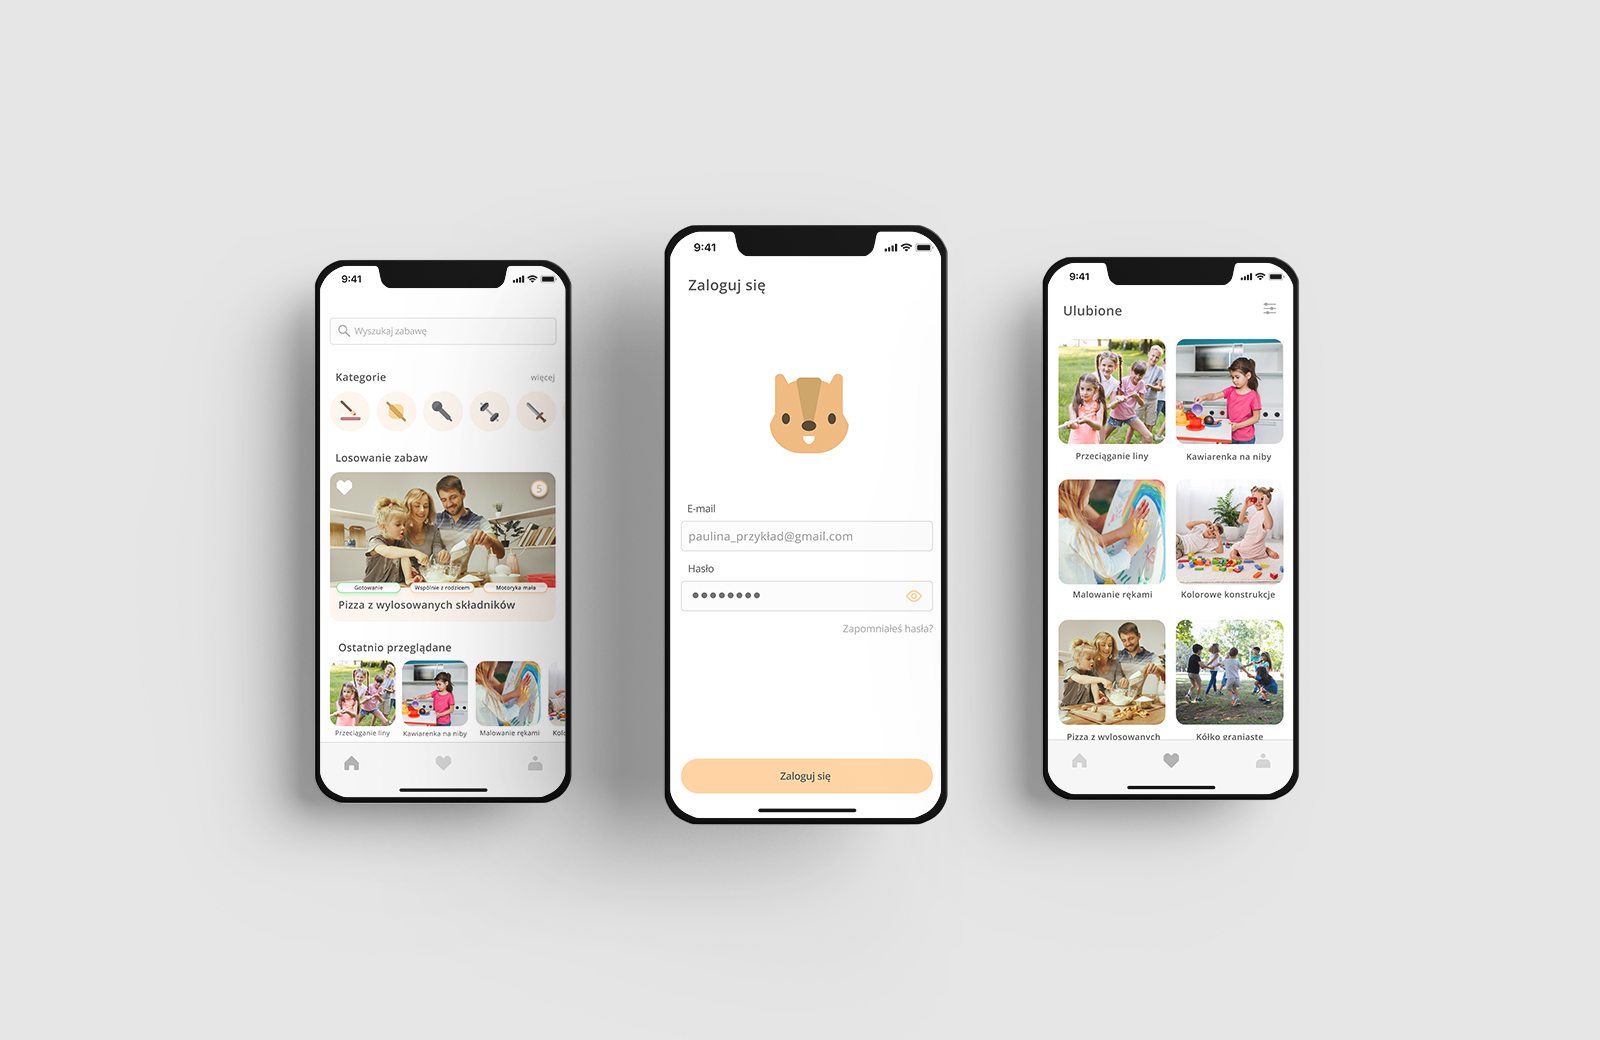 9:41
Wyszukaj zabawę
Kategorie
więcej
Losowanie zabaw
5
Gotowanie
Wspólnie z rodzicem
Motoryka mała
Pizza z wylosowanych składników
Ostatnio przeglądane
Przeciąganie liny
Kawiarenka na niby
Malowanie rękami
Kolo
9:41
Zaloguj się
E-mail
paulina_przykład@gmail.com
Hasło
Zapomniałeś hasła?
Zaloguj się
9:41
Ulubione
Przeciąganie liny
Kawiarenka na niby
Malowanie rękami
Kolorowe konstrukcje
Pizza z wylosowanych
Kółko graniaste